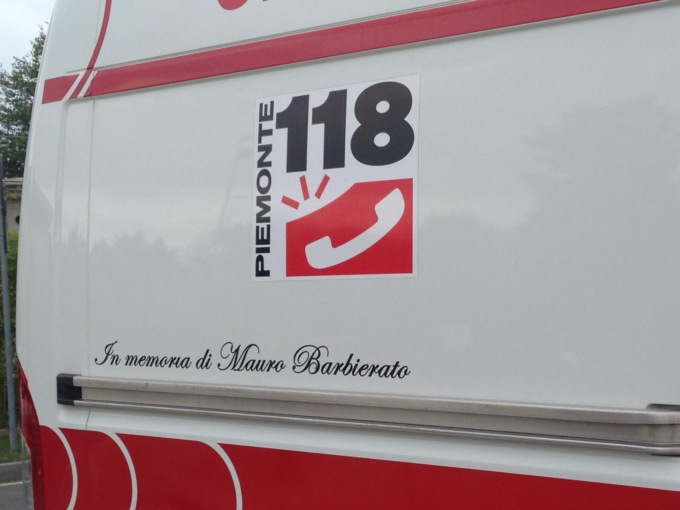 PIEMONTE
118
In memoria di Mauro Barbierato